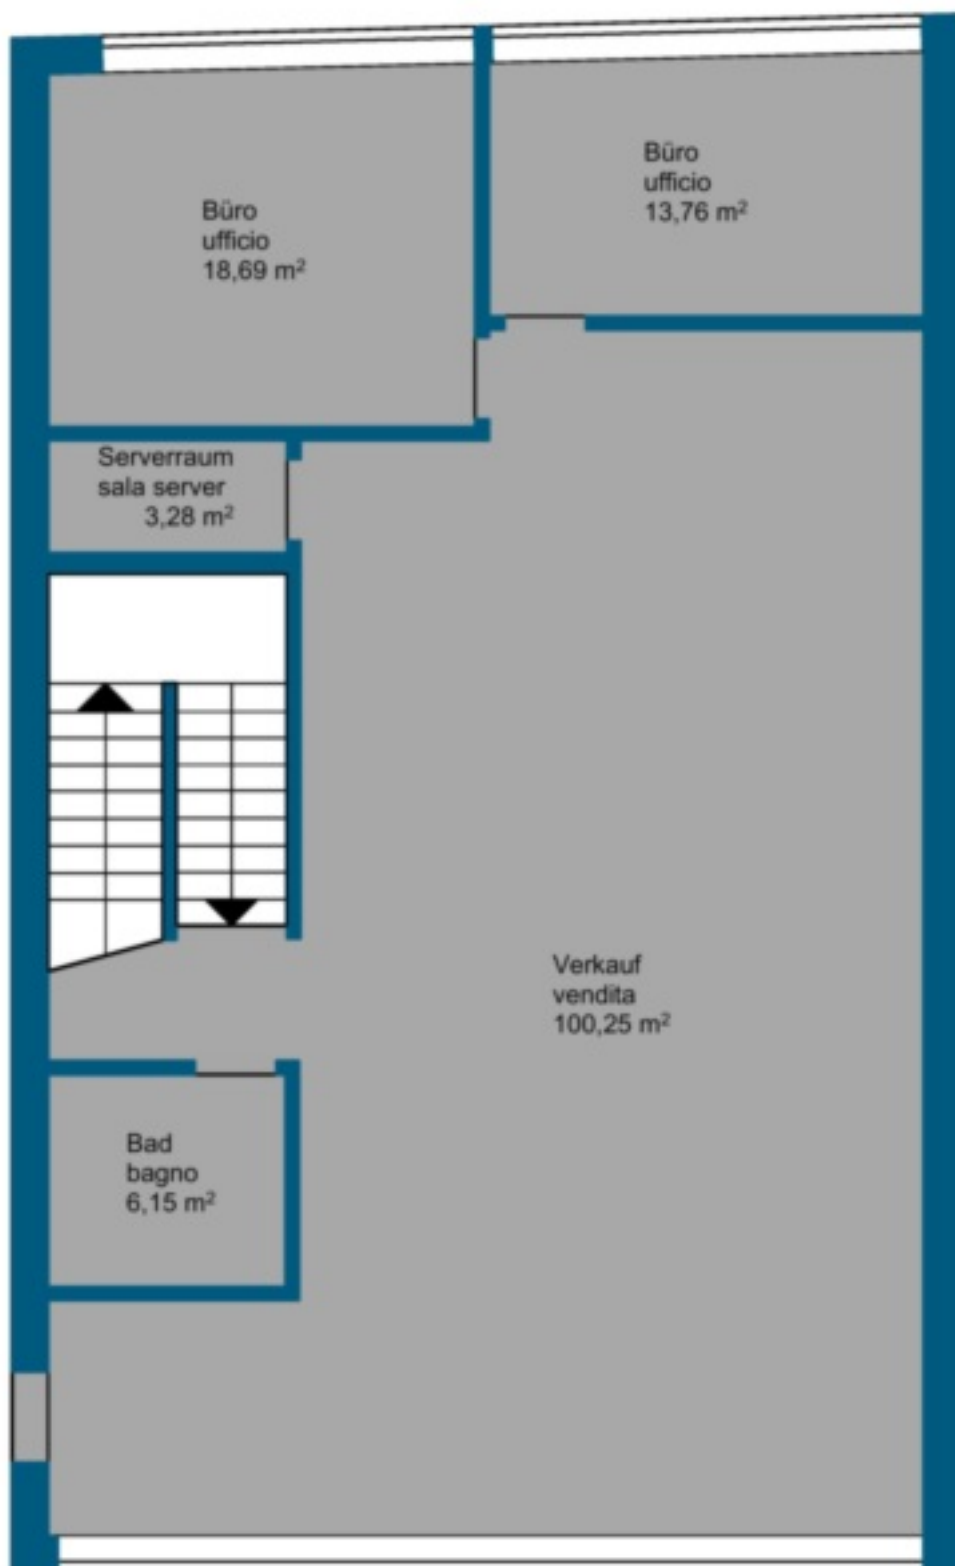 Büro
ufficio
13,76 m²
Büro
ufficio
18,69 m²
Serverraum
sala server
3,28 m²
Verkauf
vendita
100,25 m²
Bad
bagno
6,15 m²